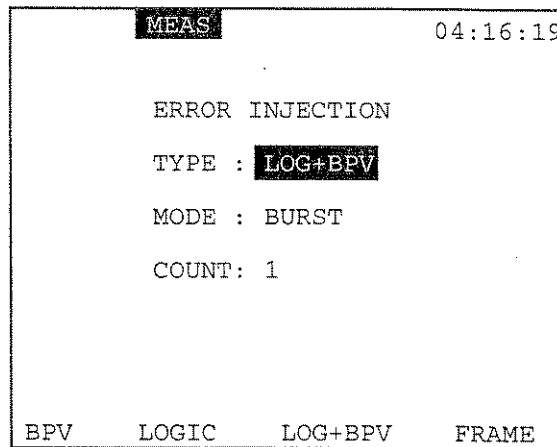 MEAS 04:16:19
ERROR INJECTION
TYPE : LOG+BPV
MODE : BURST
COUNT: 1
BPV LOGIC LOG+BPV FRAME